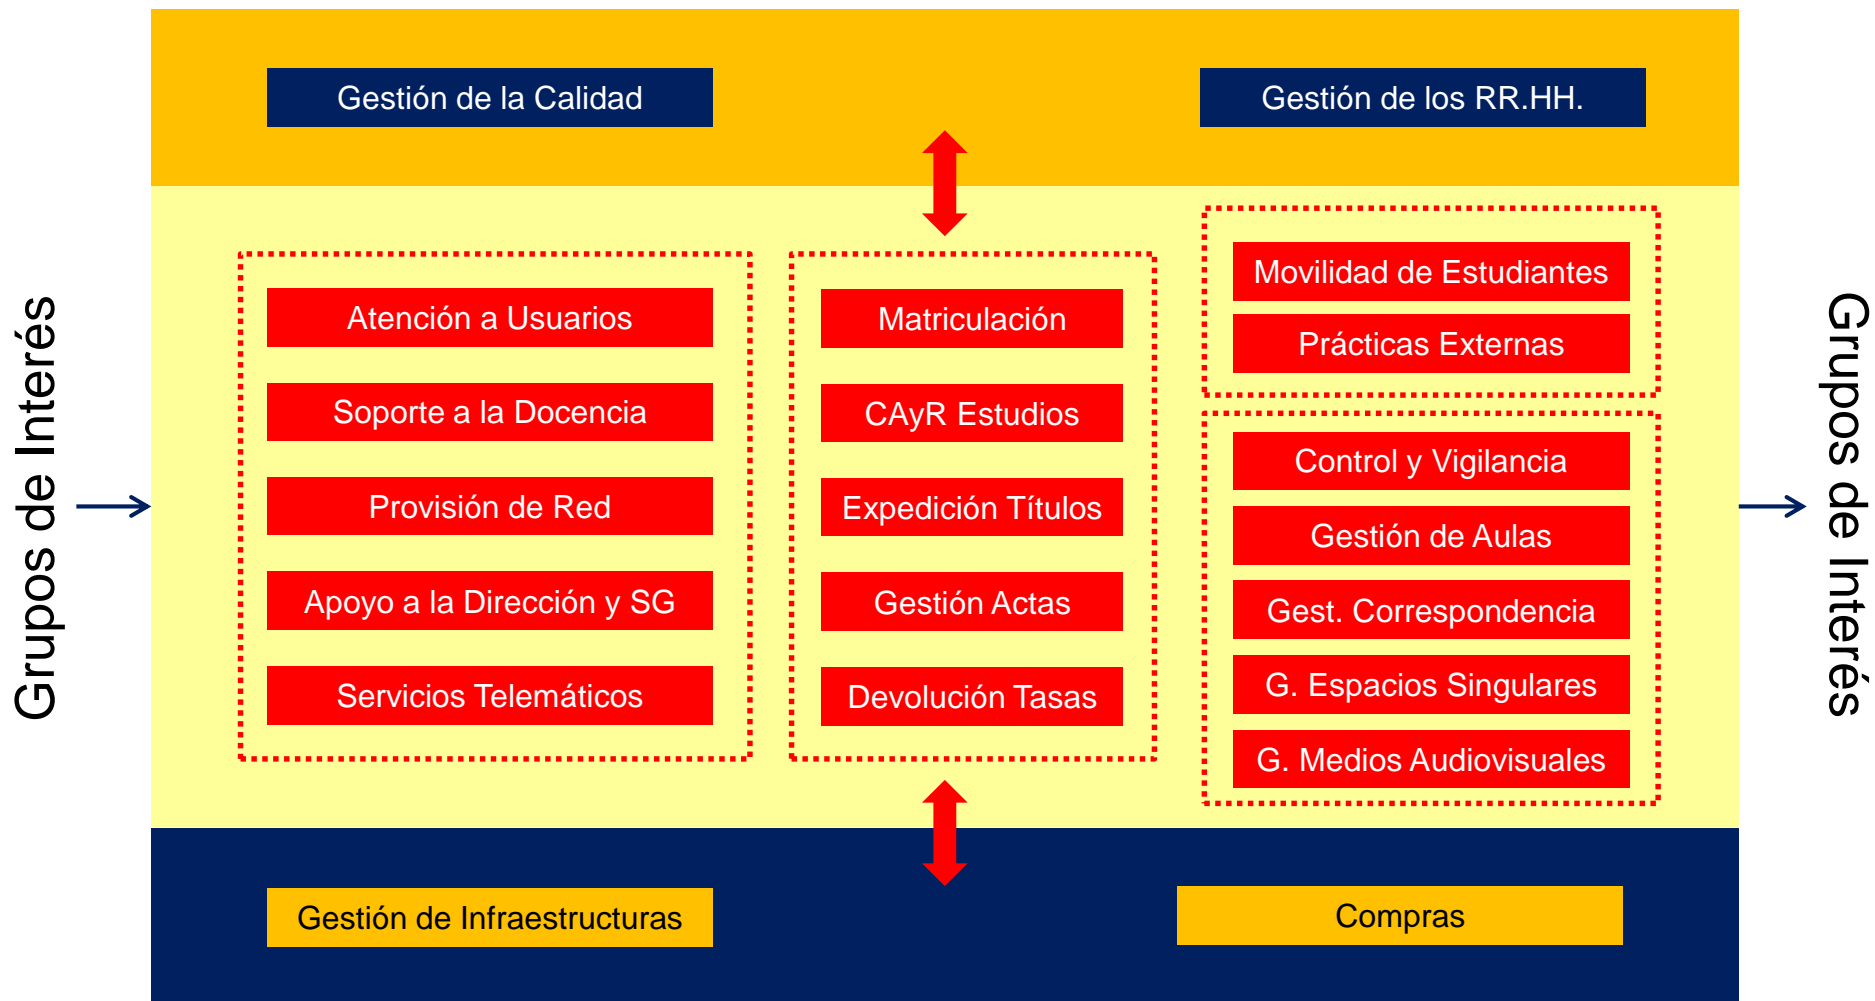 Gestión de la Calidad
Gestión de los RR.HH.
Grupos de Interés
Atención a Usuarios
Soporte a la Docencia
Provisión de Red
Apoyo a la Dirección y SG
Servicios Telemáticos
Matriculación
CAyR Estudios
Expedición Títulos
Gestión Actas
Devolución Tasas
Movilidad de Estudiantes
Prácticas Externas
Control y Vigilancia
Gestión de Aulas
Gest. Correspondencia
G. Espacios Singulares
G. Medios Audiovisuales
Grupos de Interés
Gestión de Infraestructuras
Compras